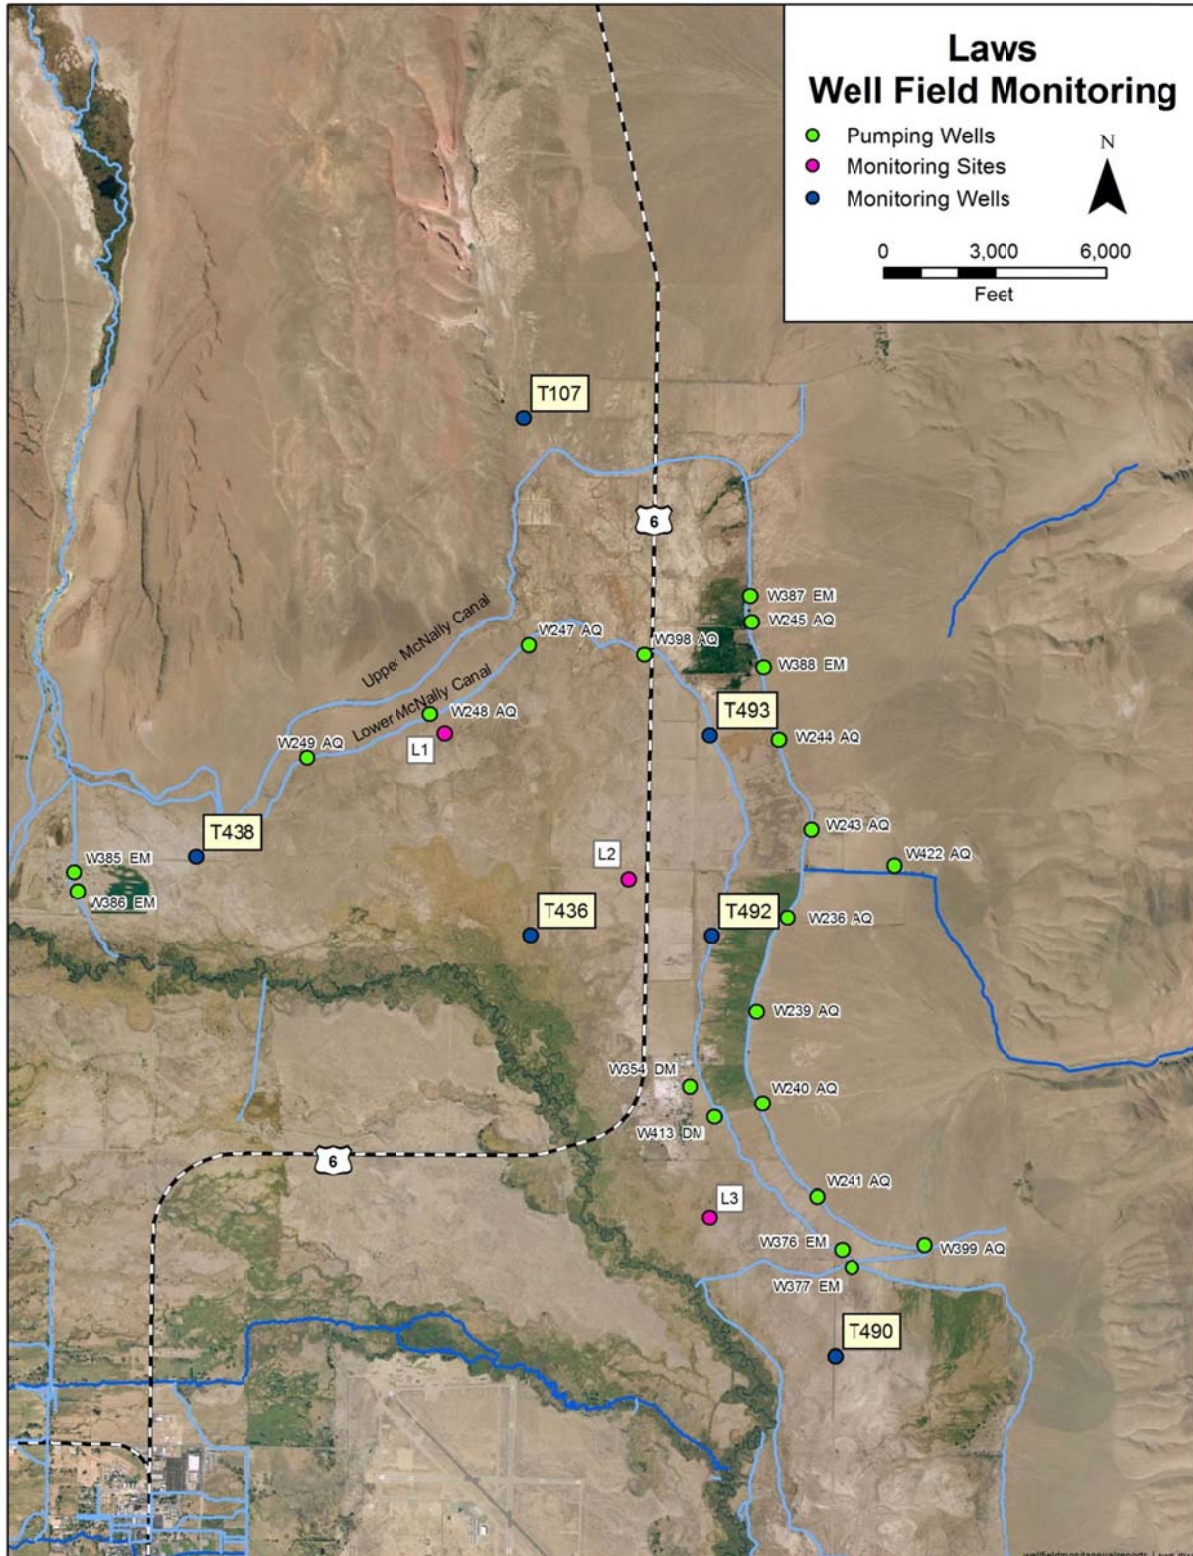 Laws
Well Field Monitoring
Pumping Wells
Monitoring Sites
Monitoring Wells
N
0 3,000 6,000
Feet
T107
6
W387 EM
W245 AQ
Upper McNally Canal
W247 AQ
W398 AQ
W388 EM
Lower McNally Canal
W248 AQ
T493
L1
W249 AQ
W244 AQ
T438
W243 AQ
L2
W385 EM
W422 AQ
W386 EM
T436
T492
W236 AQ
W239 AQ
W354 DM
W240 AQ
W413 DM
6
W241 AQ
L3
W376 EM
W399 AQ
W377 EM
T490